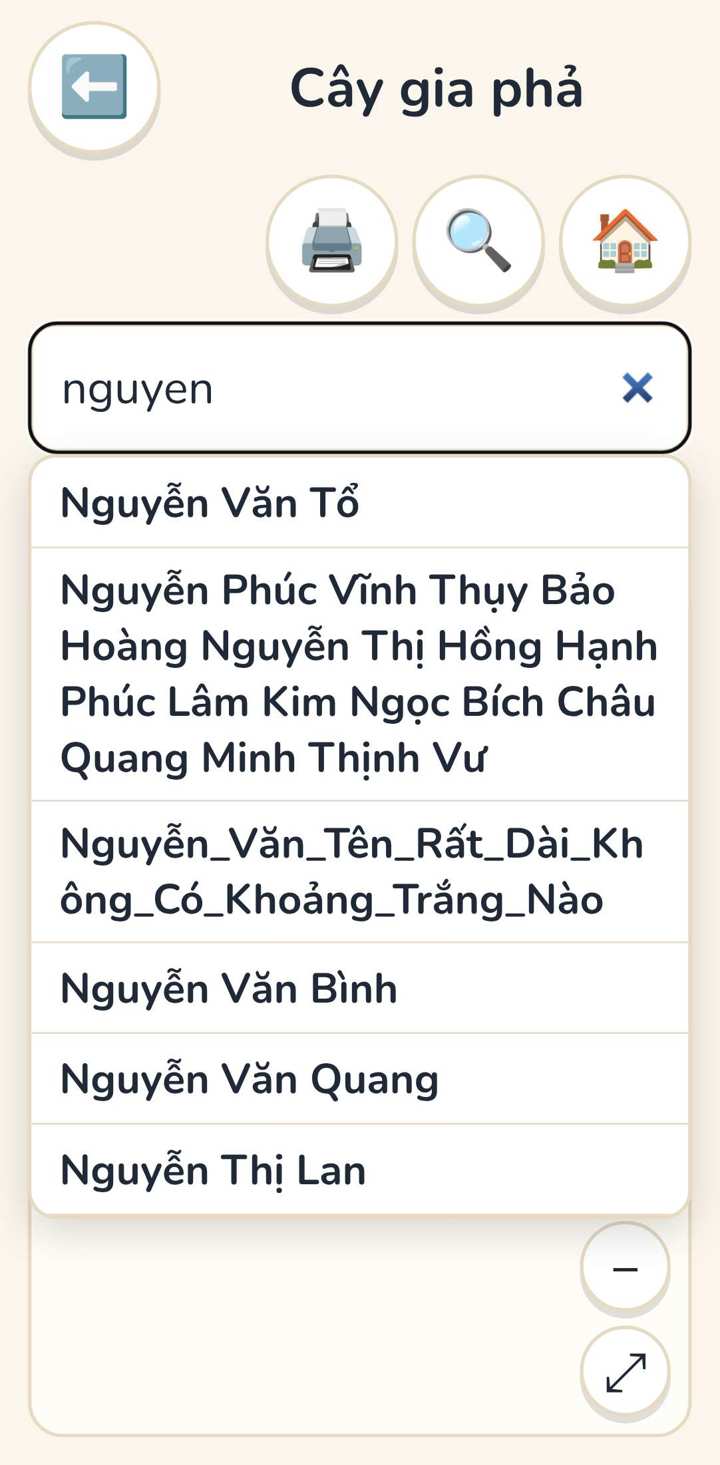 Cây gia phả
nguyen
Nguyễn Văn Tổ
Nguyễn Phúc Vĩnh Thụy Bảo
Hoàng Nguyễn Thị Hồng Hạnh
Phúc Lâm Kim Ngọc Bích Châu
Quang Minh Thịnh Vư
Nguyễn_Văn_Tên_Rất_Dài_Kh
ông_Có_Khoảng_Trắng_Nào
Nguyễn Văn Bình
Nguyễn Văn Quang
Nguyễn Thị Lan